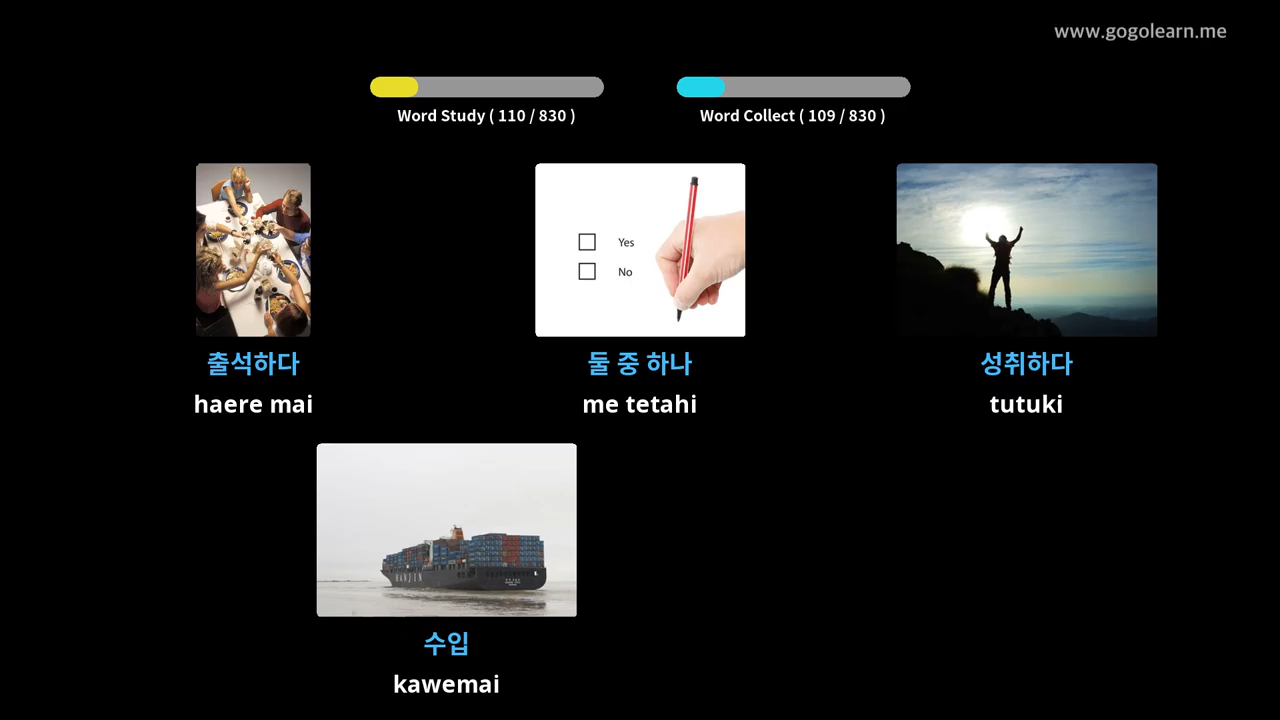 www.gogolearn.me
Word Study ( 110 / 830 )
Word Collect ( 109 / 830 )
Yes
No
출석하다
haere mai
둘 중 하나
me tetahi
성취하다
tutuki
HANJIN
수입
kawemai